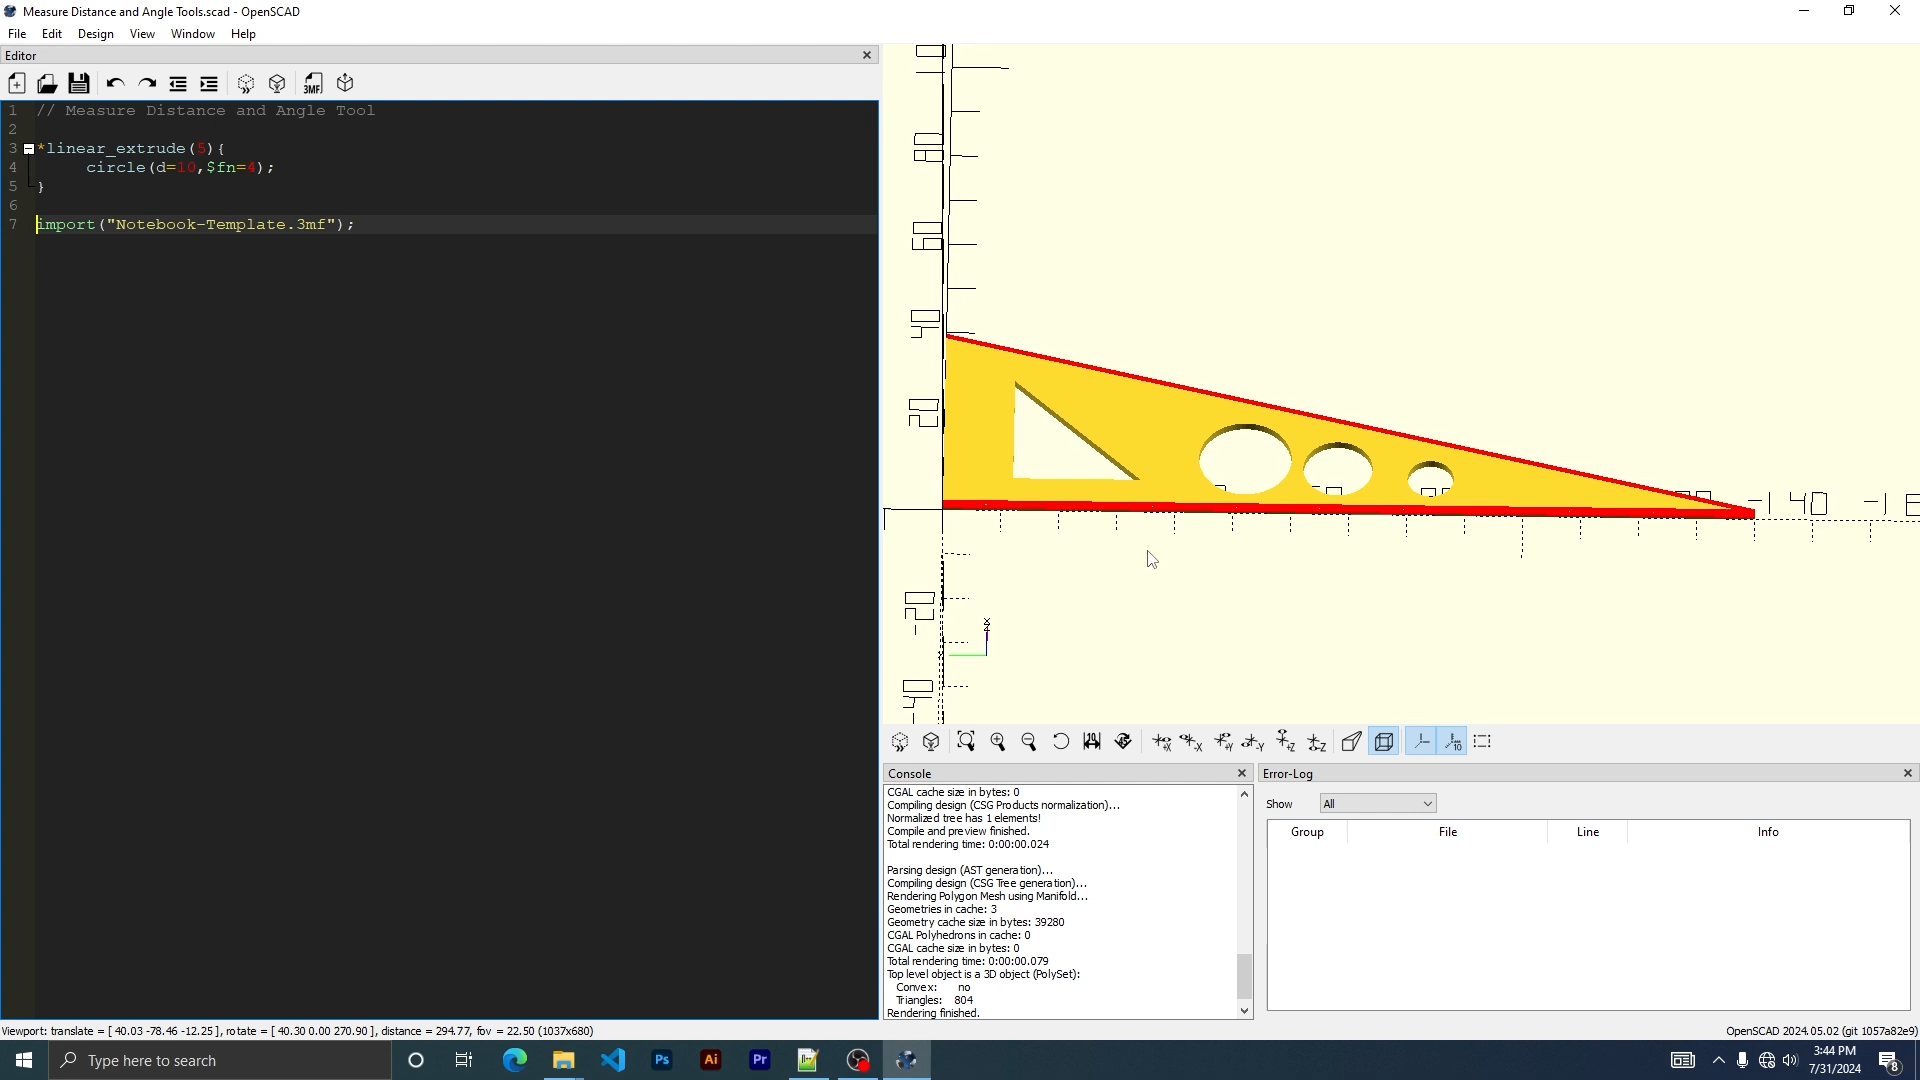 Measure Distance and Angle Tools.scad - OpenSCAD
File Edit Design View Window Help
Editor
3MF
1 // Measure Distance and Angle Tool
2
3 *linear_extrude(5){
4 circle(d=10,$fn=4);
5 }
6
7 import("Notebook-Template.3mf");
Console
CGAL cache size in bytes: 0
Compiling design (CSG Products normalization)...
Normalized tree has 1 elements!
Compile and preview finished.
Total rendering time: 0:00:00.024
Parsing design (AST generation)...
Compiling design (CSG Tree generation)...
Rendering Polygon Mesh using Manifold...
Geometries in cache: 3
Geometry cache size in bytes: 39280
CGAL Polyhedrons in cache: 0
CGAL cache size in bytes: 0
Total rendering time: 0:00:00.079
Top level object is a 3D object (PolySet):
Convex: no
Triangles: 804
Rendering finished.
Error-Log
Show All
Group File Line Info
Viewport: translate = [ 40.03 -78.46 -12.25 ], rotate = [ 40.30 0.00 270.90 ], distance = 294.77, fov = 22.50 (1037x680)
OpenSCAD 2024.05.02 (git 1057a82e9)
Type here to search
Ps
Ai
Pr
3:44 PM
7/31/2024
8